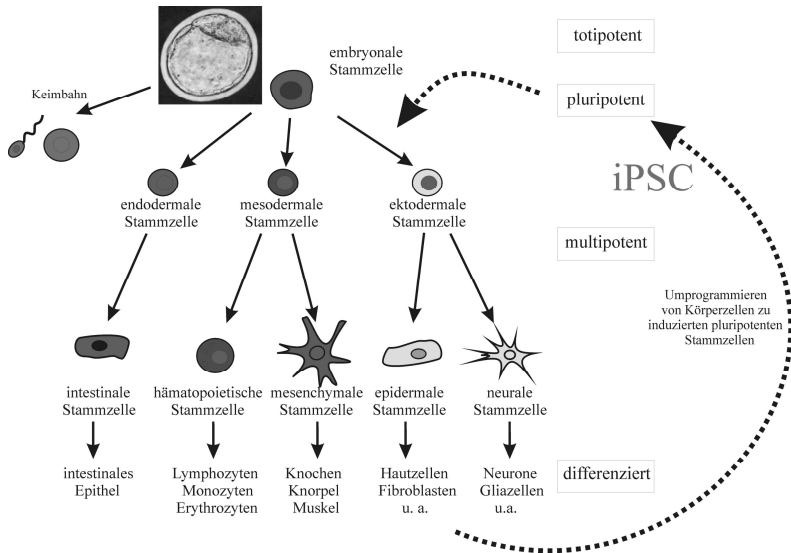 totipotent
embryonale
Stammzelle
Keimbahn
pluripotent
iPSC
endodermale
Stammzelle
mesodermale
Stammzelle
ektodermale
Stammzelle
multipotent
Umprogrammieren
von Körperzellen zu
induzierten pluripotenten
Stammzellen
intestinale
Stammzelle
hämatopoietische
Stammzelle
mesenchymale
Stammzelle
epidermale
Stammzelle
neurale
Stammzelle
intestinales
Epithel
Lymphozyten
Monozyten
Erythrozyten
Knochen
Knorpel
Muskel
Hautzellen
Fibroblasten
u. a.
Neurone
Gliazellen
u.a.
differenziert